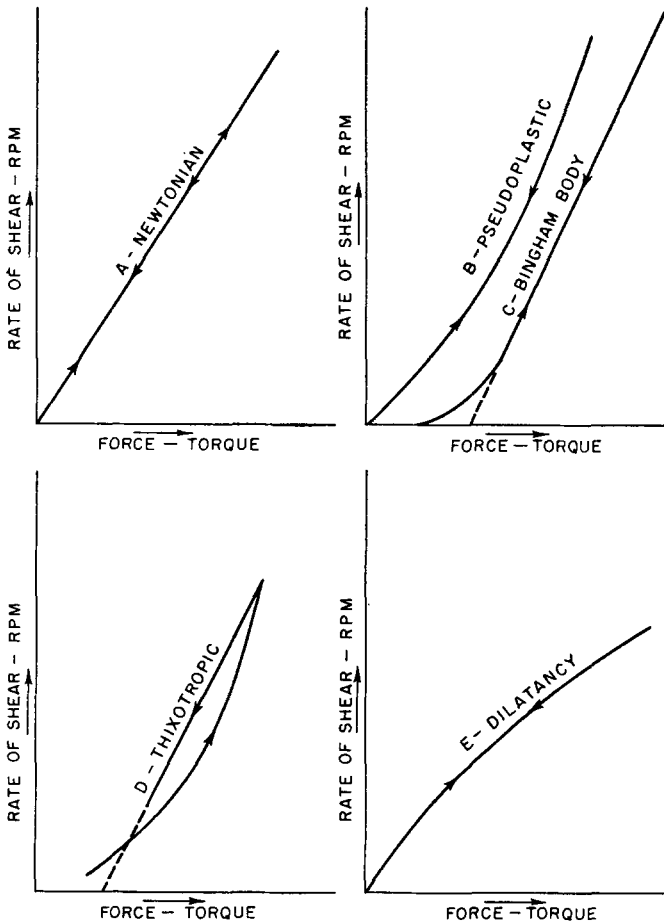 RATE OF SHEAR – RPM
A – NEWTONIAN
FORCE – TORQUE
RATE OF SHEAR – RPM
B – PSEUDOPLASTIC
C – BINGHAM BODY
FORCE – TORQUE
RATE OF SHEAR – RPM
D – THIXOTROPIC
FORCE – TORQUE
RATE OF SHEAR – RPM
E – DILATANCY
FORCE – TORQUE